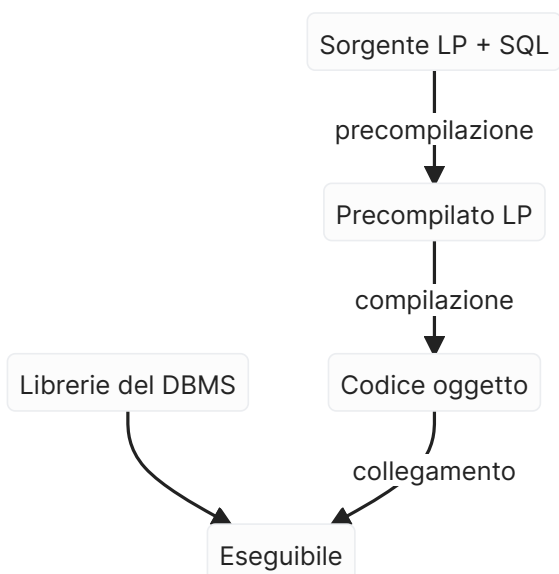 Sorgente LP + SQL
precompilazione
Precompilato LP
compilazione
Librerie del DBMS
Codice oggetto
collegamento
Eseguibile